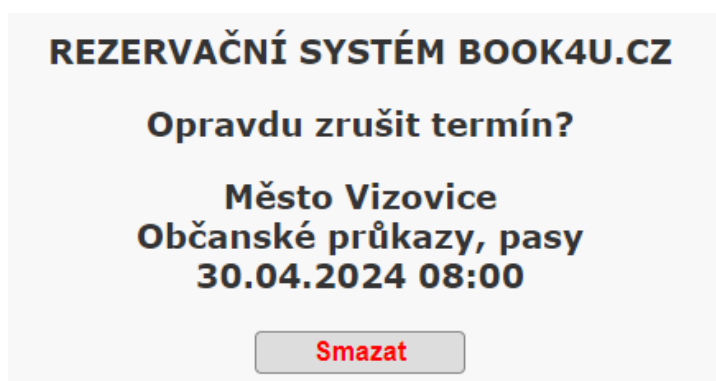 REZERVAČNÍ SYSTÉM BOOK4U.CZ
Opravdu zrušit termín?
Město Vizovice
Občanské průkazy, pasy
30.04.2024 08:00
Smazat